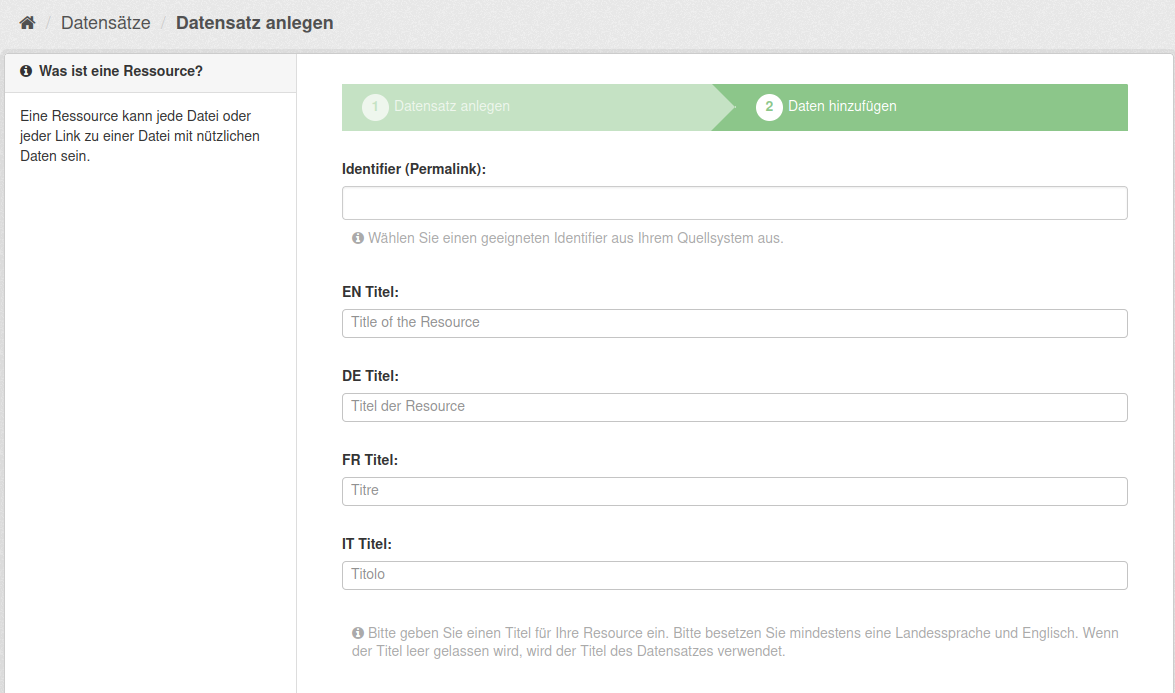 / Datensätze / Datensatz anlegen
Was ist eine Ressource?
Eine Ressource kann jede Datei oder
jeder Link zu einer Datei mit nützlichen
Daten sein.
1 Datensatz anlegen
2 Daten hinzufügen
Identifier (Permalink):
Wählen Sie einen geeigneten Identifier aus Ihrem Quellsystem aus.
EN Titel:
Title of the Resource
DE Titel:
Titel der Resource
FR Titel:
Titre
IT Titel:
Titolo
Bitte geben Sie einen Titel für Ihre Resource ein. Bitte besetzen Sie mindestens eine Landessprache und Englisch. Wenn
der Titel leer gelassen wird, wird der Titel des Datensatzes verwendet.